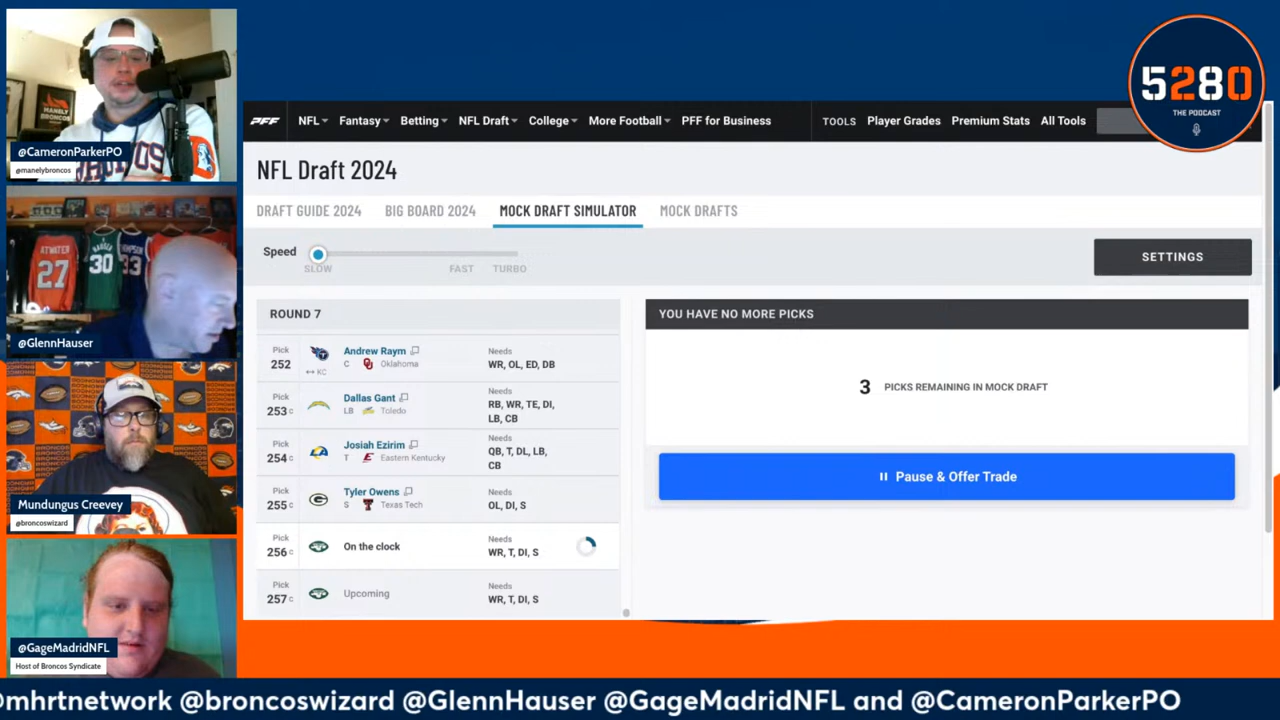 @CameronParkerPO
@manelybroncos
MANELY
BRONCOS
ATWATER
27
30
33
@GlennHauser
Mundungus Creevey
@broncoswizard
@GageMadridNFL
Host of Broncos Syndicate
5280
THE PODCAST
PFF
NFL
Fantasy
Betting
NFL Draft
College
More Football
PFF for Business
TOOLS
Player Grades
Premium Stats
All Tools
NFL Draft 2024
DRAFT GUIDE 2024
BIG BOARD 2024
MOCK DRAFT SIMULATOR
MOCK DRAFTS
Speed
SLOW
FAST
TURBO
SETTINGS
ROUND 7
Pick
252
↔ KC
Andrew Raym
C Oklahoma
Needs
WR, OL, ED, DB
Pick
253 C
Dallas Gant
LB Toledo
Needs
RB, WR, TE, DI,
LB, CB
Pick
254 C
Josiah Ezirim
T Eastern Kentucky
Needs
QB, T, DL, LB,
CB
Pick
255 C
Tyler Owens
S Texas Tech
Needs
OL, DI, S
Pick
256 C
On the clock
Needs
WR, T, DI, S
Pick
257 C
Upcoming
Needs
WR, T, DI, S
YOU HAVE NO MORE PICKS
3 PICKS REMAINING IN MOCK DRAFT
Pause & Offer Trade
@mhrtnetwork @broncoswizard @GlennHauser @GageMadridNFL and @CameronParkerPO